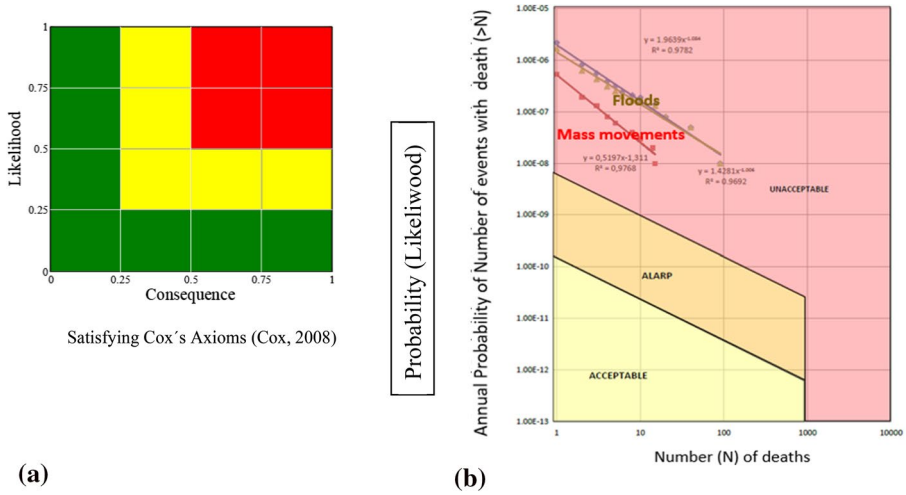 1
0.75
0.5
0.25
0
Likelihood
0.25
0.5
0.75
1
Consequence
Satisfying Cox´s Axioms (Cox, 2008)
(a)
Probability (Likeliwood)
Annual Probability of Number of events with death (>N)
1.00E-05
1.00E-06
1.00E-07
1.00E-08
1.00E-09
1.00E-10
1.00E-11
1.00E-12
1.00E-13
R² = 0.9782
Floods
Mass movements
y = 0,5197x-1,311
R² = 0,9768
R² = 0.9692
UNACCEPTABLE
ALARP
ACCEPTABLE
1
10
100
1000
10000
Number (N) of deaths
(b)